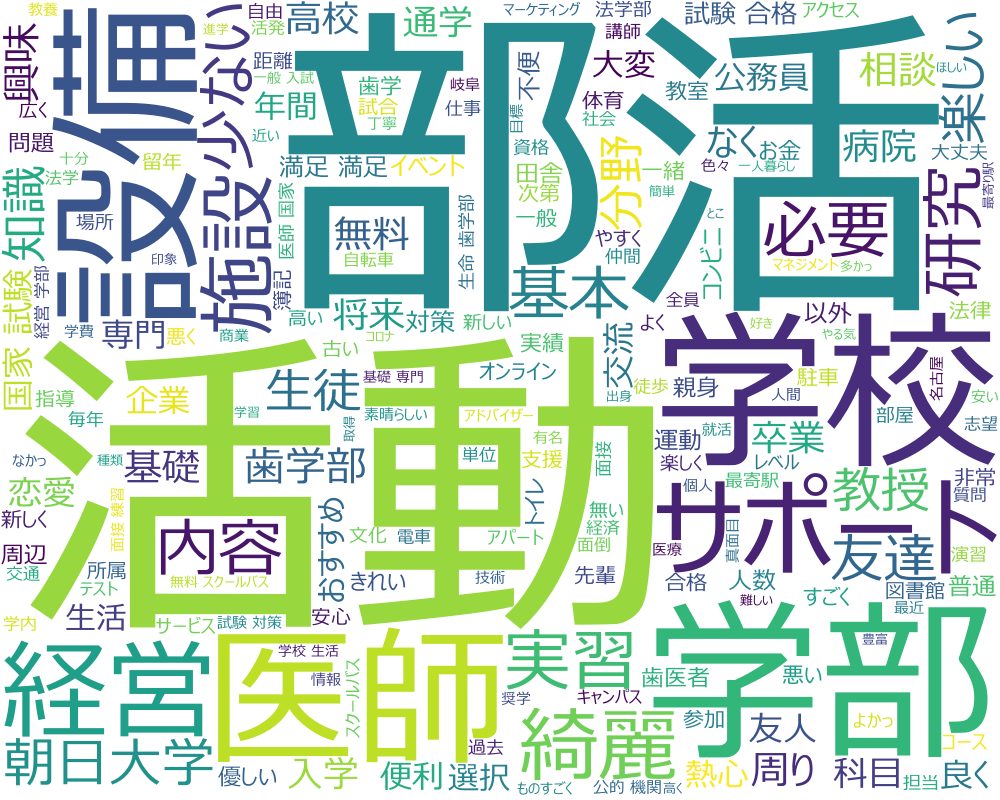 教養
進学
自由
活発
高校
通学
マーケティング
法学部
講師
試験 合格
アクセス
ほしい
興味
広く
設備
少ない
距離
一般 入試
年間
近い
歯学
試合
丁寧
岐阜
仕事
部活
不便
目標
大変
体育
社会
教室
公務員
相談
楽しい
問題
十分
法学
留年
満足 満足
イベント
資格
田舎
次第
一般
分野
一緒
なく
お金
色々
一人暮らし
病院
大丈夫
最寄り駅
知識
場所
印象
施設
医師 国家
無料
自転車
生命 歯学部
基本
やすく
仲間
簡単
コンビニ
とこ
必要
マネジメント
多かっ
研究
国家 試験
経営 学部
学費
専門
悪く
商業
簿記
高い
将来
対策
新しい
全員
よく
好き
以外
やる気
法律
古い
コロナ
実績
オンライン
交流
学校
名古屋
指導
毎年
企業
学習
生徒
活動
基礎 専門
素晴らしい
取得
アドバイザー
徒歩
出身
親身
駐車
人間
安い
なかっ
種類
基礎
歯学部
単位
有名
支援
面接
運動
就活
楽しく
卒業
レベル
部屋
志望
恋愛
新しく
面接 練習
内容
おすすめ
文化
電車
トイレ
アパート
無い
経済
面倒
サポート
最寄駅
個人
教授
非常
質問
周辺
交通
所属
テスト
無料 スクールバス
きれい
技術
先輩
医療
真面目
合格
人数
難しい
友達
すごく
図書館
最近
演習
普通
学内
生活
サービス
試験 対策
安心
経営
医師
学校 生活
情報
スクールバス
実習
奨学
キャンパス
学部
歯医者
参加
悪い
豊富
よかっ
朝日大学
優しい
入学
過去
便利
選択
綺麗
ものすごく
公的 機関
高く
熱心
友人
周り
科目
担当
コース
良く